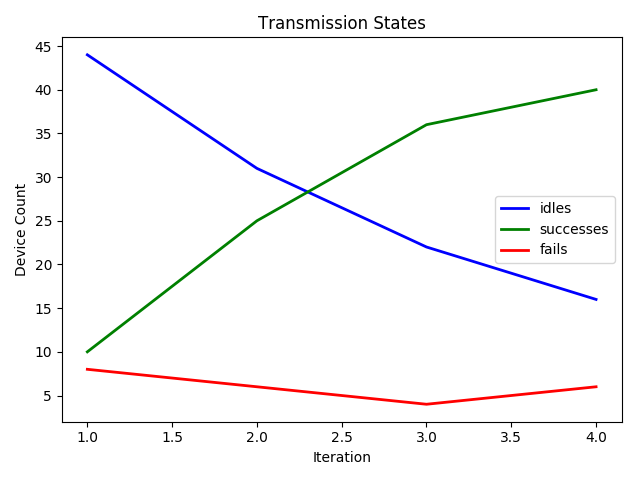 Transmission States
45
40
35
30
25
20
15
10
5
Device Count
idles
successes
fails
1.0 1.5 2.0 2.5 3.0 3.5 4.0
Iteration